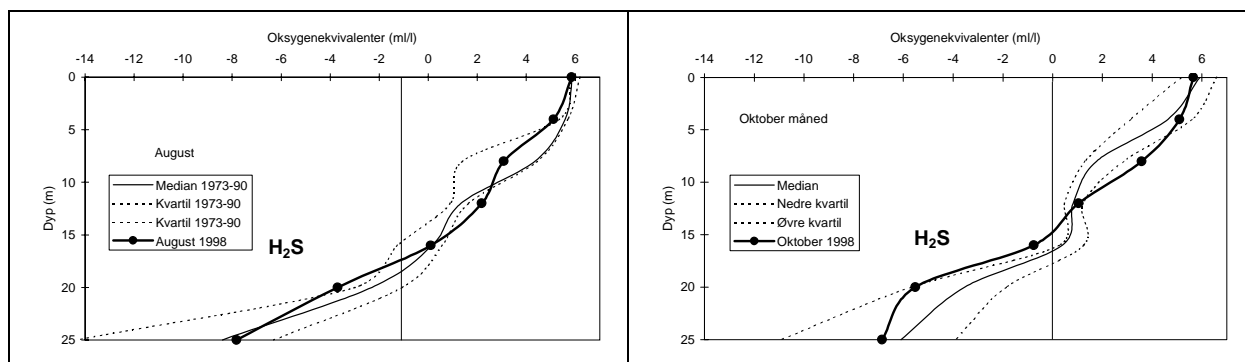 Oksygenekvivalenter (ml/l)
-14 -12 -10 -8 -6 -4 -2 0 2 4 6
0
5
10
15
20
25
Dyp (m)
August
Median 1973-90
Kvartil 1973-90
Kvartil 1973-90
August 1998
H₂S
Oksygenekvivalenter (ml/l)
-14 -12 -10 -8 -6 -4 -2 0 2 4 6
0
5
10
15
20
25
Dyp (m)
Oktober måned
Median
Nedre kvartil
Øvre kvartil
Oktober 1998
H₂S